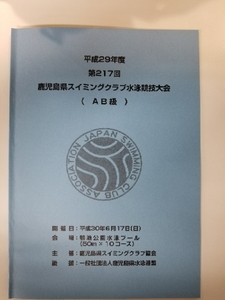 平成29年度
第217回
鹿児島県スイミングクラブ水泳競技大会
( AB級 )
JAPAN SWIMMING CLUB ASSOCIATION
開催日:平成30年6月17日(日)
会 場:鴨池公園水泳プール
(50m×10コース)
主 催:鹿児島県スイミングクラブ協会
後 援:一般社団法人鹿児島県水泳連盟